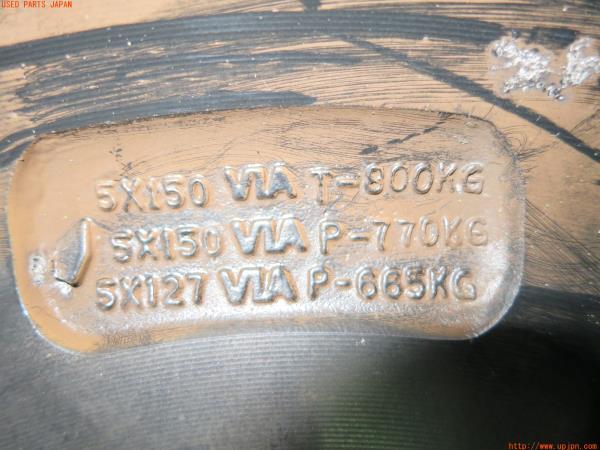 USED PARTS JAPAN
5X150 VIA T-800KG
5X150 VIA P-770KG
5X127 VIA P-665KG
http://www.upjpn.com/